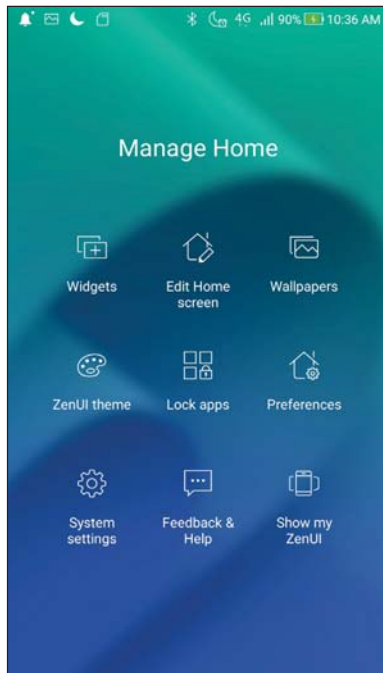 4G 90% 10:36 AM
Manage Home
Widgets
Edit Home
screen
Wallpapers
ZenUI theme
Lock apps
Preferences
System
settings
Feedback &
Help
Show my
ZenUI